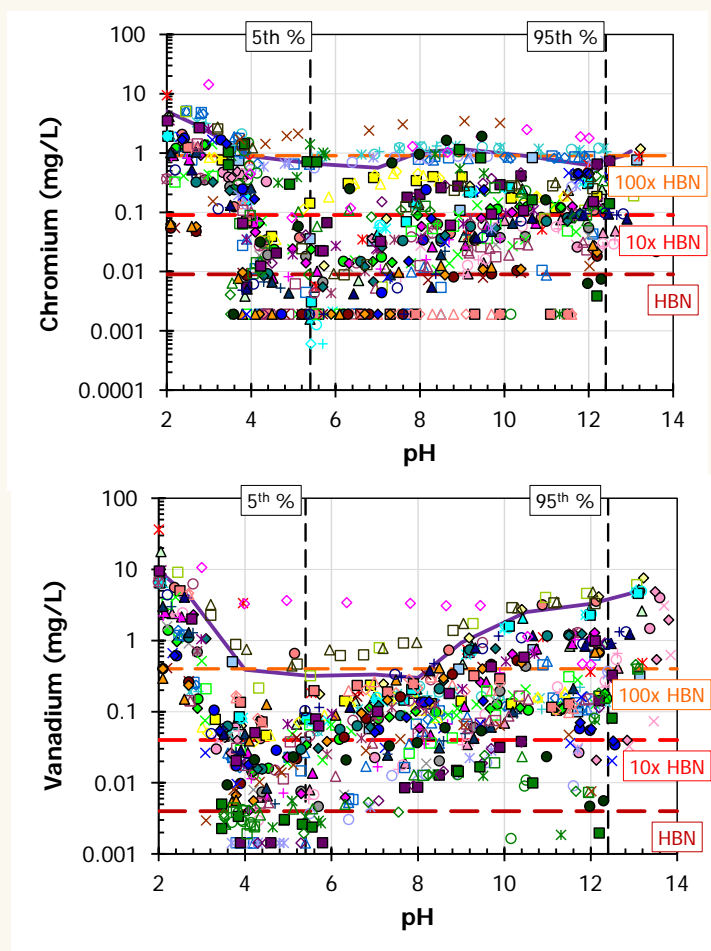 100
5th %
95th %
10
1
100x HBN
0.1
10x HBN
0.01
HBN
0.001
0.0001
2 4 6 8 10 12 14
Chromium (mg/L)
pH
100
5th %
95th %
10
1
100x HBN
0.1
10x HBN
0.01
HBN
0.001
2 4 6 8 10 12 14
Vanadium (mg/L)
pH